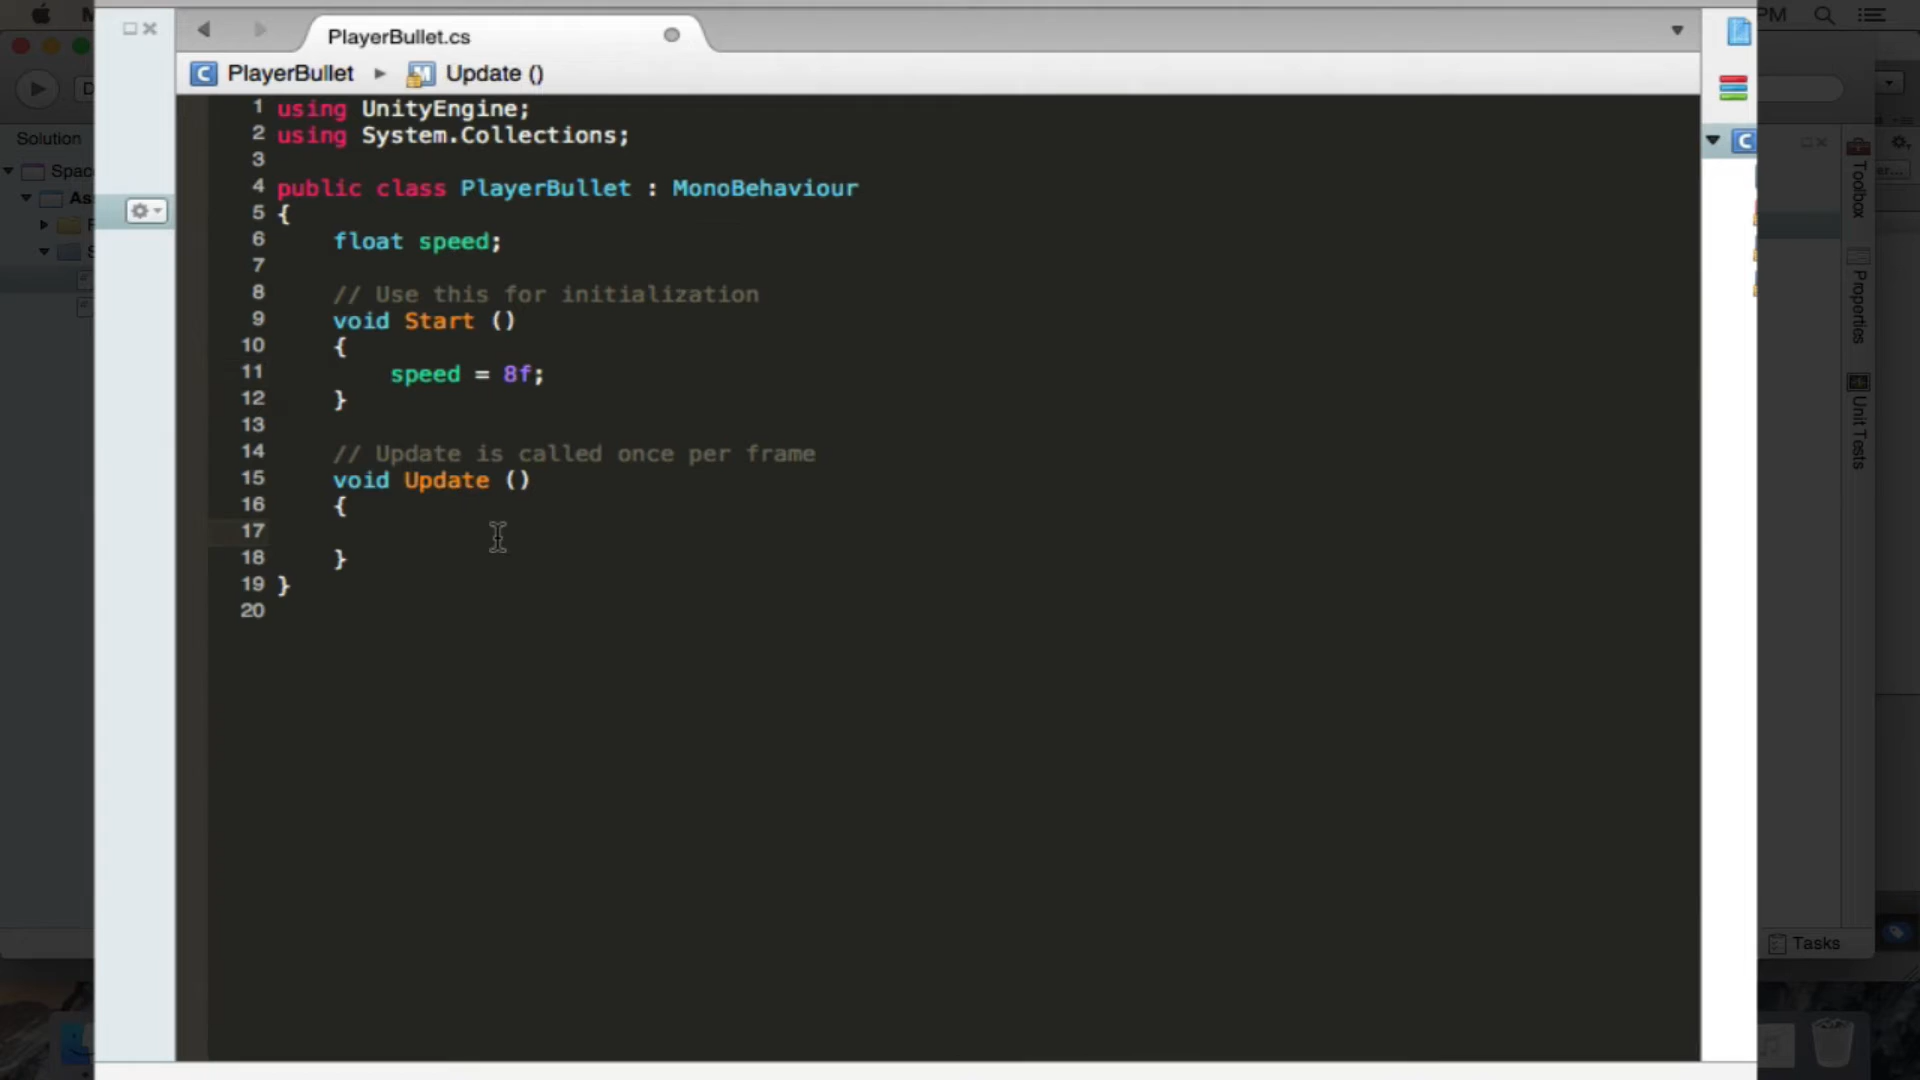 PM
PlayerBullet.cs
PlayerBullet ▸ Update ()
Solution
Spac
As
1 using UnityEngine;
2 using System.Collections;
3
4 public class PlayerBullet : MonoBehaviour
5 {
6 float speed;
7
8 // Use this for initialization
9 void Start ()
10 {
11 speed = 8f;
12 }
13
14 // Update is called once per frame
15 void Update ()
16 {
17
18 }
19 }
20
Toolbox
Properties
Unit Tests
Tasks